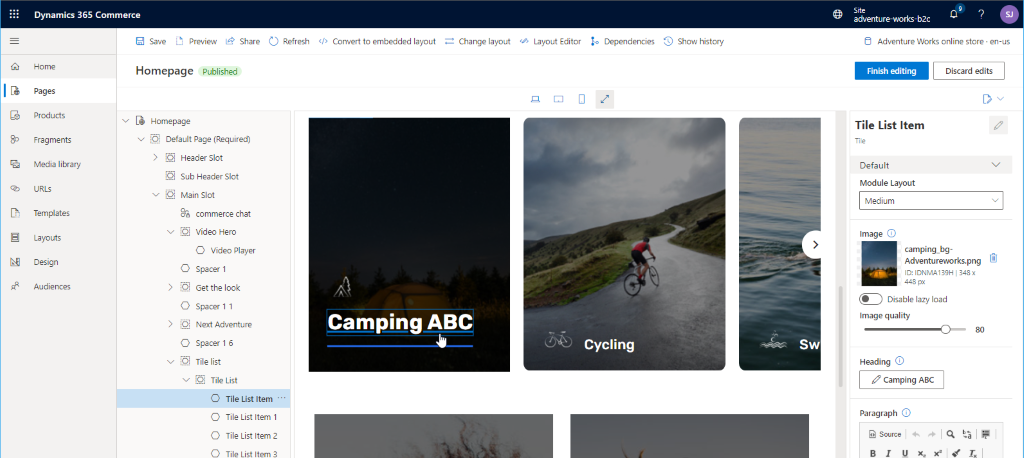 Dynamics 365 Commerce
Site
adventure-works-b2c
9
?
SJ
Save
Preview
Share
Refresh
Convert to embedded layout
Change layout
Layout Editor
Dependencies
Show history
Adventure Works online store · en-us
Home
Pages
Products
Fragments
Media library
URLs
Templates
Layouts
Design
Audiences
Homepage
Published
Finish editing
Discard edits
Homepage
Default Page (Required)
Header Slot
Sub Header Slot
Main Slot
commerce chat
Video Hero
Video Player
Spacer 1
Get the look
Spacer 1 1
Next Adventure
Spacer 1 6
Tile list
Tile List
Tile List Item
Tile List Item 1
Tile List Item 2
Tile List Item 3
Camping ABC
Cycling
Sw
Tile List Item
Tile
Default
Module Layout
Medium
Image
camping_bg-
Adventureworks.png
ID: IDNMA139H | 348 x
448 px
Disable lazy load
Image quality
80
Heading
Camping ABC
Paragraph
Source
B I U x₂ x² Tx